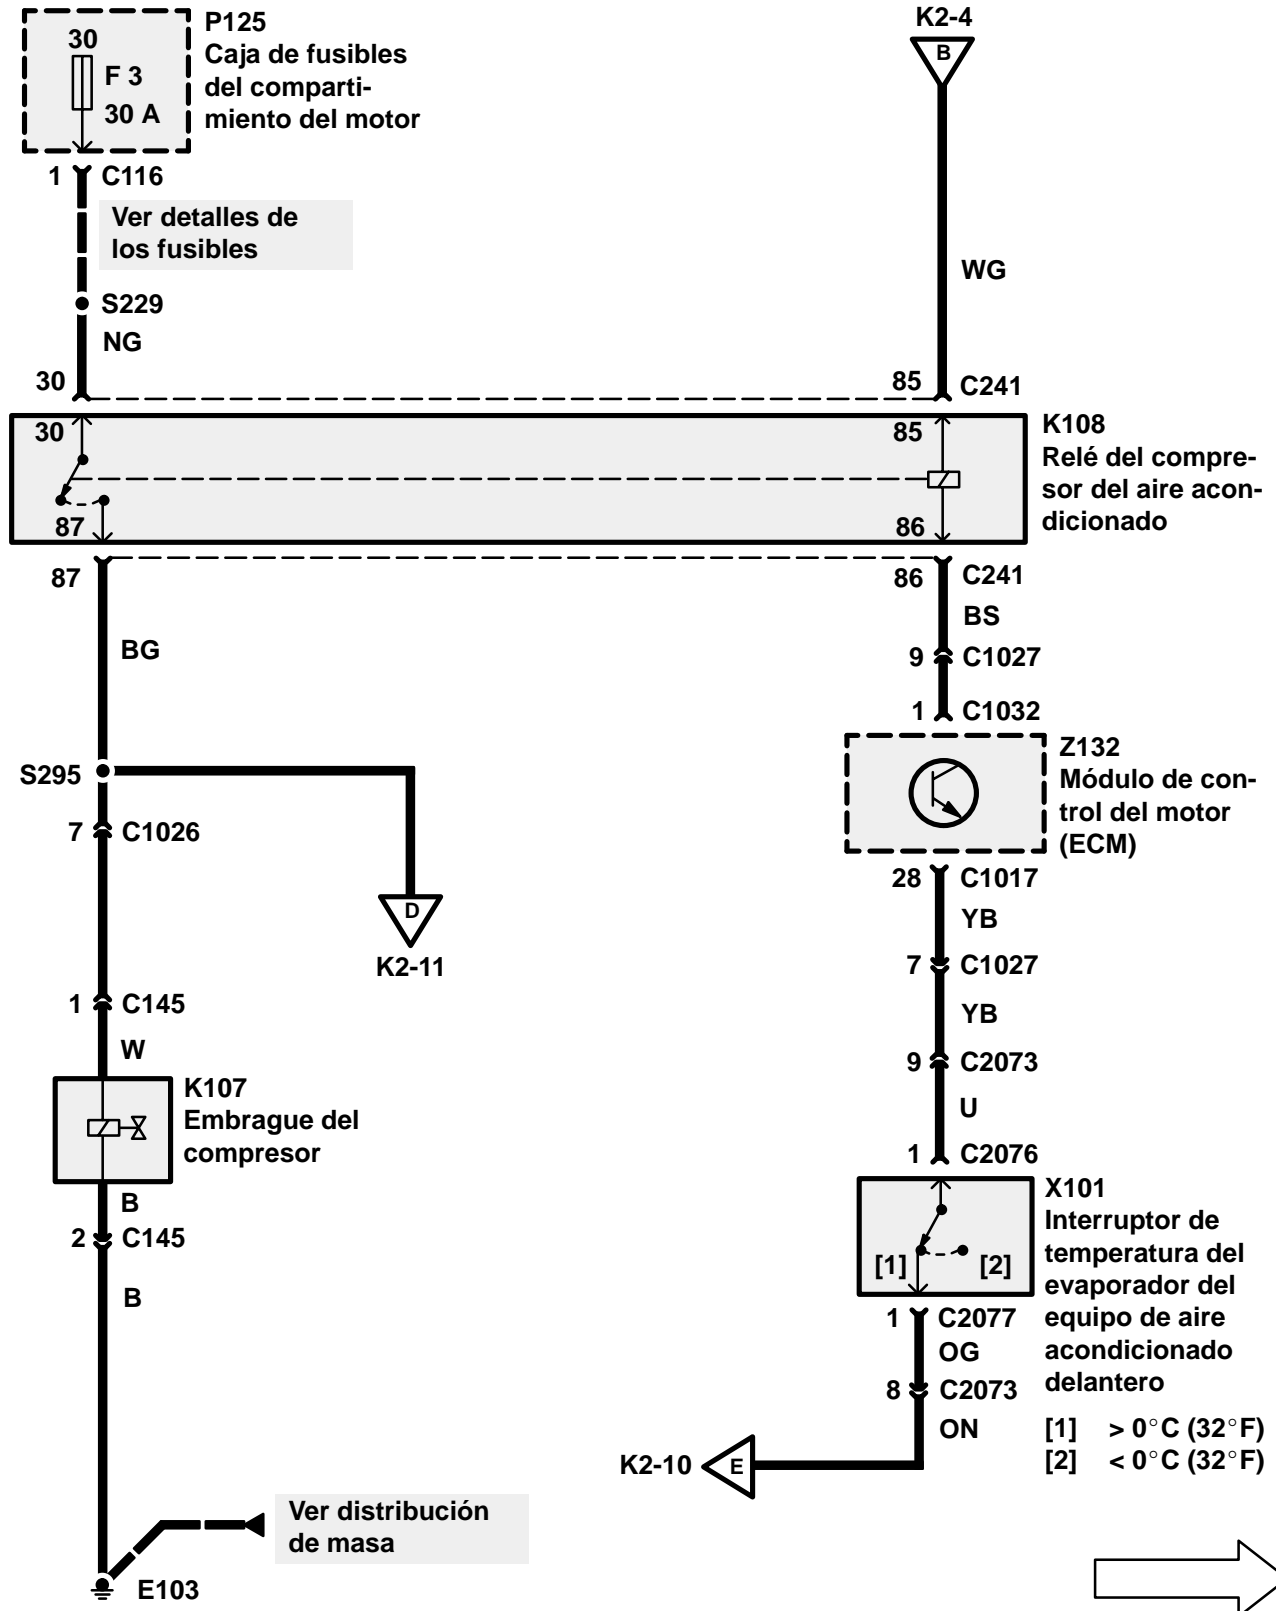 P125
Caja de fusibles
del comparti-
miento del motor
30
F 3
30 A
1
C116
Ver detalles de
los fusibles
S229
NG
K2-4
B
WG
30
85
C241
30
85
87
86
K108
Relé del compre-
sor del aire acon-
dicionado
87
86
C241
BG
BS
9
C1027
1
C1032
S295
7
C1026
D
K2-11
Z132
Módulo de con-
trol del motor
(ECM)
28
C1017
YB
7
C1027
YB
9
C2073
U
1
C2076
1
C145
W
K107
Embrague del
compresor
B
2
C145
B
X101
Interruptor de
temperatura del
evaporador del
equipo de aire
acondicionado
delantero
[1]
[2]
1
C2077
OG
8
C2073
ON
[1] > 0°C (32°F)
[2] < 0°C (32°F)
K2-10
E
Ver distribución
de masa
E103